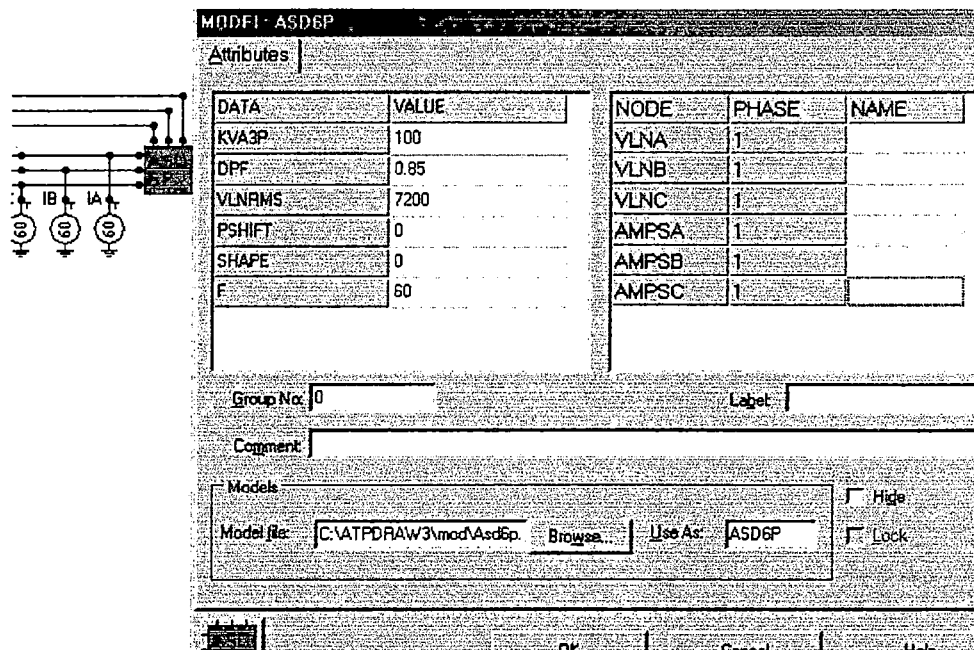 MODEL: ASD6P
Attributes
DATA VALUE
KVA3P 100
DPF 0.85
VLNRMS 7200
PSHIFT 0
SHAPE 0
F 60
NODE PHASE NAME
VLNA 1
VLNB 1
VLNC 1
AMPSA 1
AMPSB 1
AMPSC 1
IB IA
60 60 60
Group No: 0
Label:
Comment:
Models
Model file: C:\ATPDRAW3\mod\Asd6p. Browse... Use As: ASD6P
Hide
Lock
OK Cancel Help